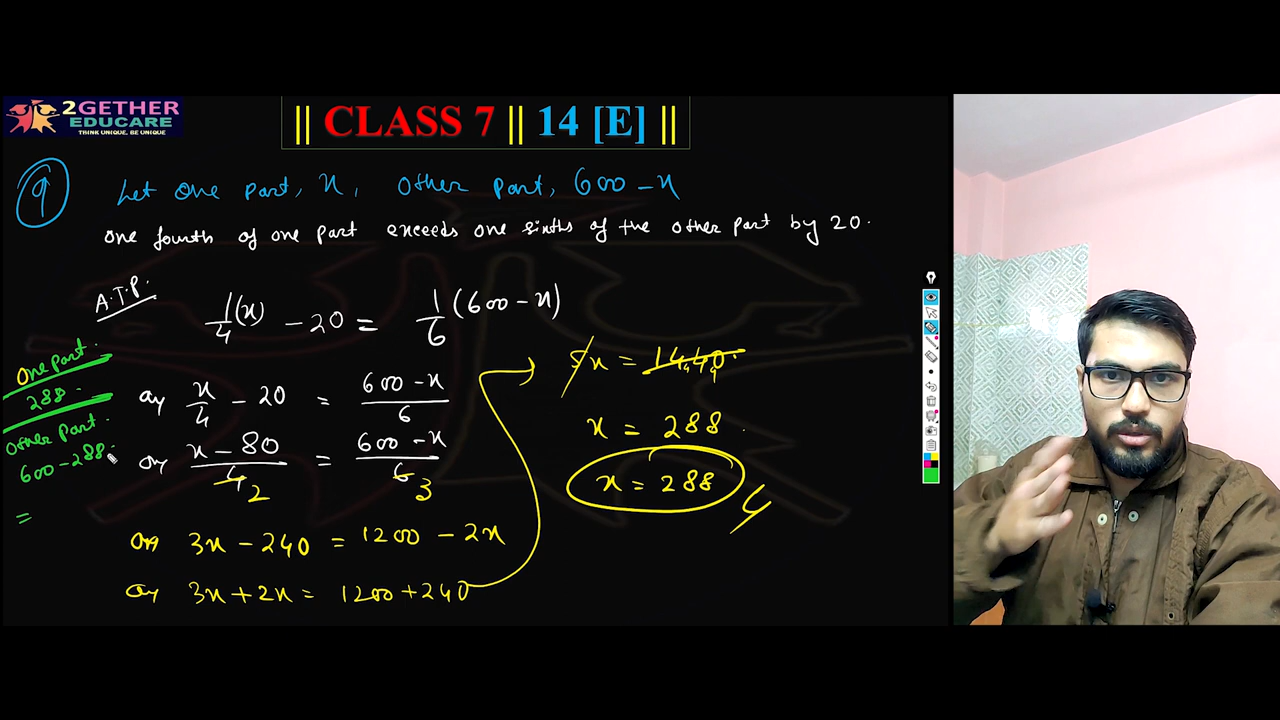 2GETHER
EDUCARE
THINK UNIQUE, BE UNIQUE
|| CLASS 7 || 14 [E] ||
9
Let One part, x, Other part, 600 - x
One fourth of one part exceeds one sinths of the other part by 20.
A.T.P.
1/4 (x) - 20 = 1/6 (600 - x)
or x/4 - 20 = (600 - x)/6
or (x - 80)/4 = (600 - x)/6
2 3
or 3x - 240 = 1200 - 2x
or 3x + 2x = 1200 + 240
5x = 1440
x = 288
x = 288
One part.
288.
Other Part.
600 - 288.
=